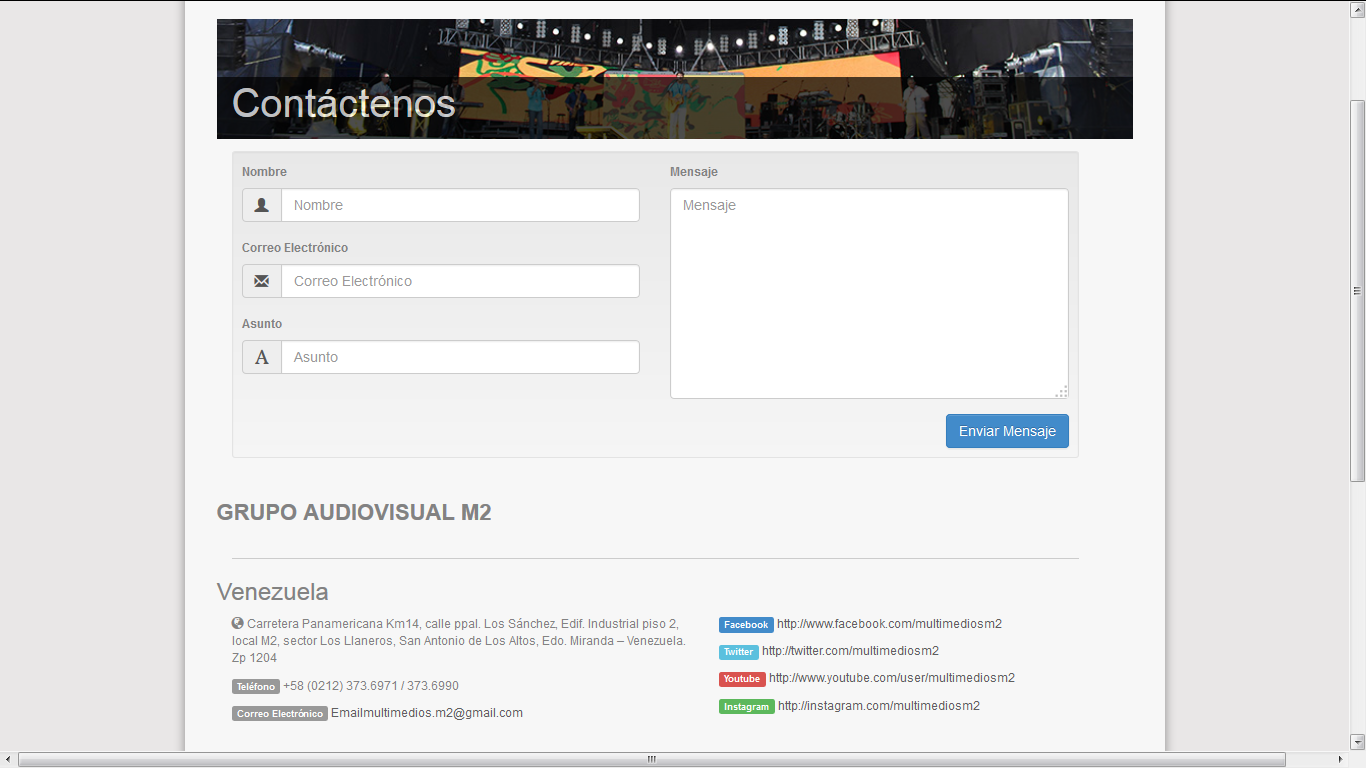 Contáctenos
Nombre
Nombre
Correo Electrónico
Correo Electrónico
Asunto
A
Asunto
Mensaje
Mensaje
Enviar Mensaje
GRUPO AUDIOVISUAL M2
Venezuela
Carretera Panamericana Km14, calle ppal. Los Sánchez, Edif. Industrial piso 2,
local M2, sector Los Llaneros, San Antonio de Los Altos, Edo. Miranda – Venezuela.
Zp 1204
Teléfono +58 (0212) 373.6971 / 373.6990
Correo Electrónico Emailmultimedios.m2@gmail.com
Facebook http://www.facebook.com/multimediosm2
Twitter http://twitter.com/multimediosm2
Youtube http://www.youtube.com/user/multimediosm2
Instagram http://instagram.com/multimediosm2